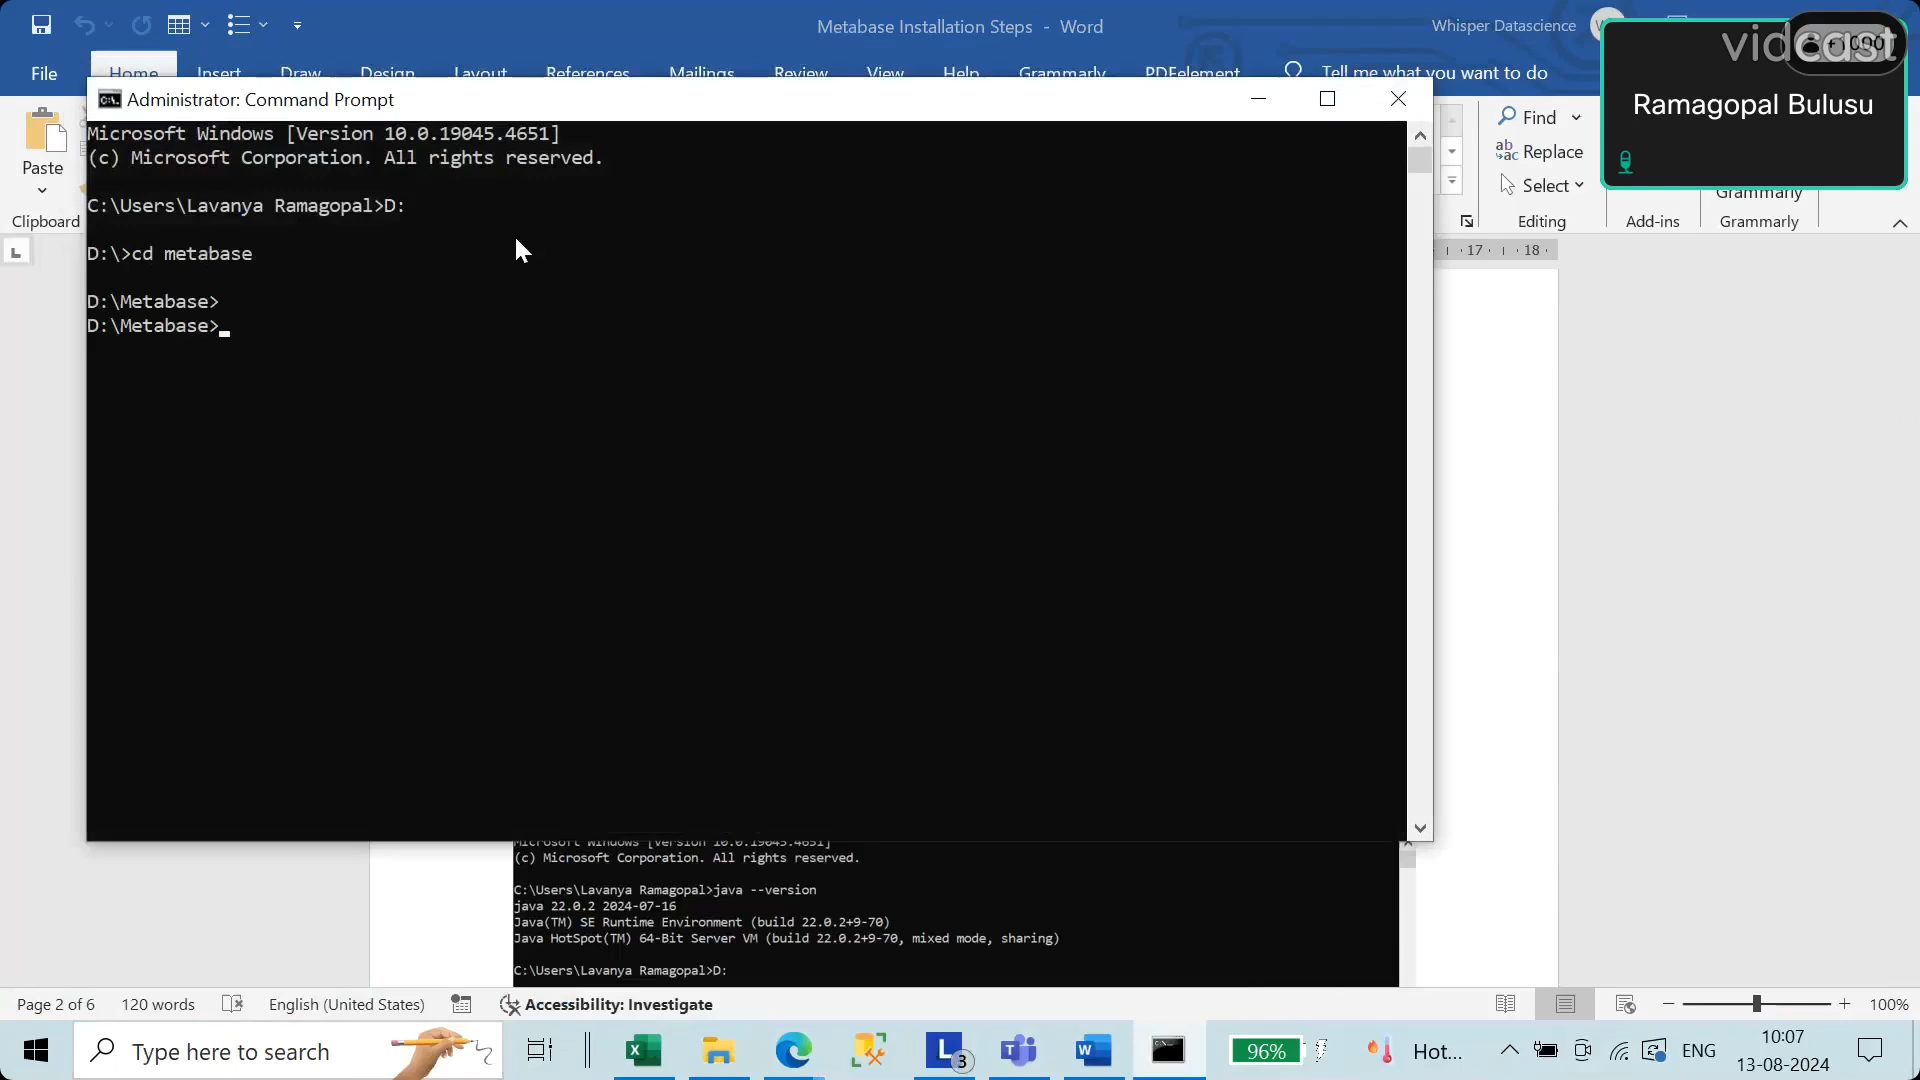 Metabase Installation Steps - Word
Whisper Datascience
vidcast
Ramagopal Bulusu
File
Home
Insert
Draw
Design
Layout
References
Mailings
Review
View
Help
Grammarly
PDFelement
Tell me what you want to do
Administrator: Command Prompt
Microsoft Windows [Version 10.0.19045.4651]
(c) Microsoft Corporation. All rights reserved.
C:\Users\Lavanya Ramagopal>D:
D:\>cd metabase
D:\Metabase>
D:\Metabase>
Paste
Clipboard
Find
Replace
Select
Editing
Add-ins
Grammarly
Grammarly
17
18
Microsoft Windows [Version 10.0.19045.4651]
(c) Microsoft Corporation. All rights reserved.
C:\Users\Lavanya Ramagopal>java --version
java 22.0.2 2024-07-16
Java(TM) SE Runtime Environment (build 22.0.2+9-70)
Java HotSpot(TM) 64-Bit Server VM (build 22.0.2+9-70, mixed mode, sharing)
C:\Users\Lavanya Ramagopal>D:
Page 2 of 6
120 words
English (United States)
Accessibility: Investigate
100%
Type here to search
3
96%
Hot...
ENG
10:07
13-08-2024